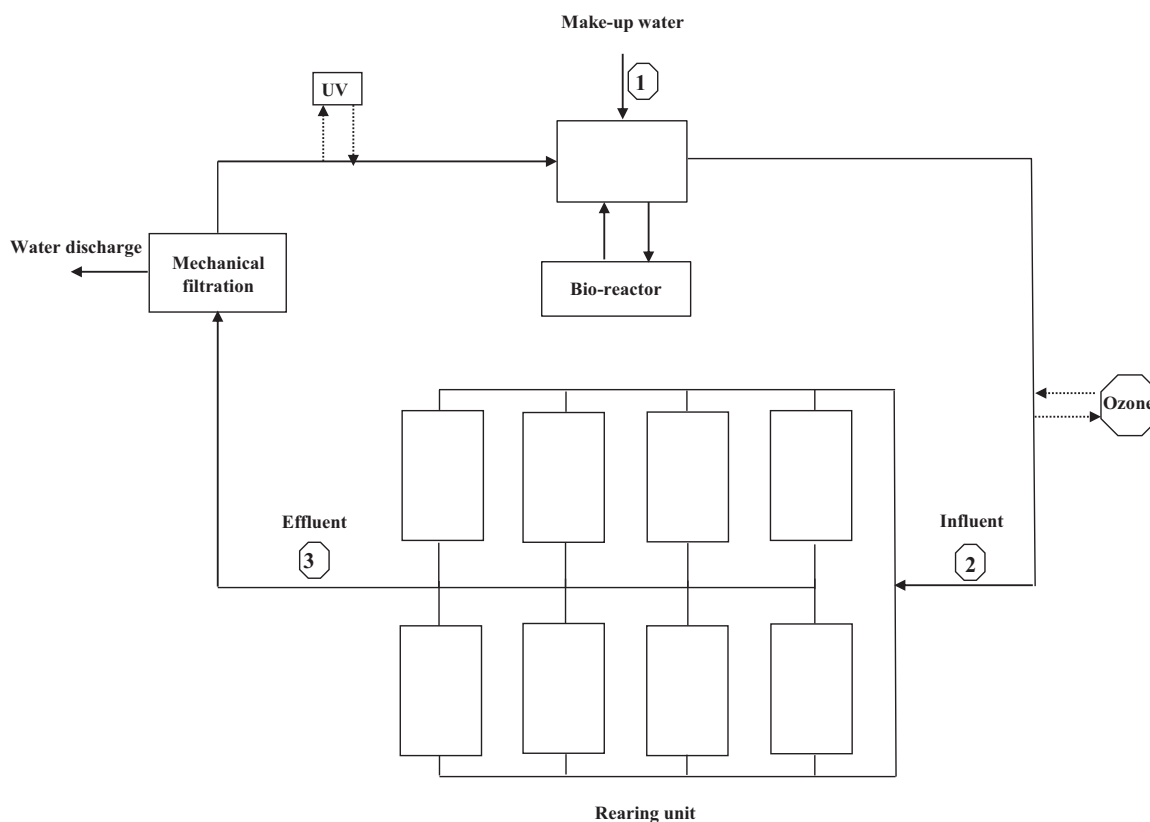 Make-up water
1
UV
Water discharge
Mechanical
filtration
Bio-reactor
Ozone
Effluent
3
Influent
2
Rearing unit